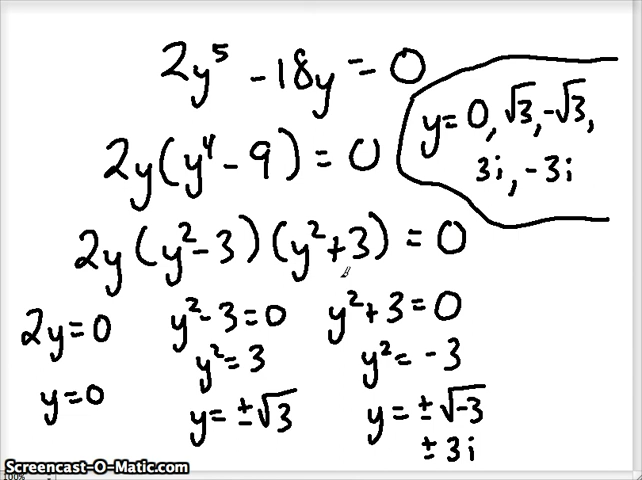 2y⁵ - 18y = 0
2y(y⁴ - 9) = 0
2y(y² - 3)(y² + 3) = 0
y = 0, √3, -√3,
3i, -3i
2y = 0
y = 0
y² - 3 = 0
y² = 3
y = ±√3
y² + 3 = 0
y² = -3
y = ±√-3
±3i
Screencast-O-Matic.com
100%